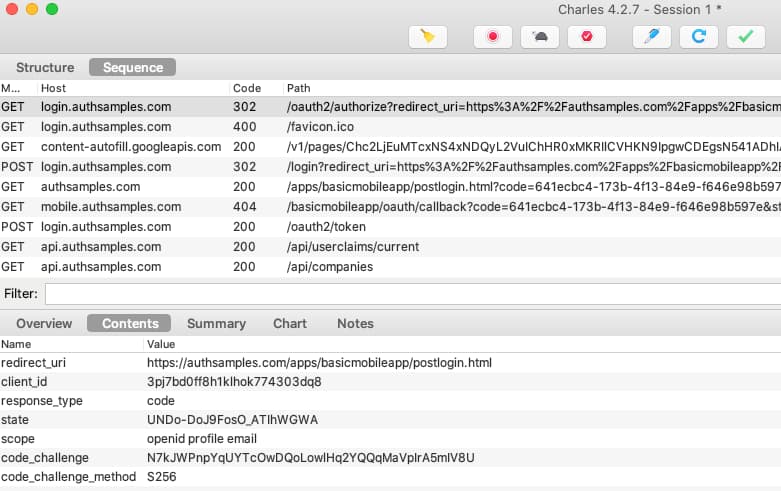 Charles 4.2.7 - Session 1 *
Structure Sequence
M... Host Code Path
GET login.authsamples.com 302 /oauth2/authorize?redirect_uri=https%3A%2F%2Fauthsamples.com%2Fapps%2Fbasicm
GET login.authsamples.com 400 /favicon.ico
GET content-autofill.googleapis.com 200
POST login.authsamples.com 302 /login?redirect_uri=https%3A%2F%2Fauthsamples.com%2Fapps%2Fbasicmobileapp%2F
GET authsamples.com 200 /apps/basicmobileapp/postlogin.html?code=641ecbc4-173b-4f13-84e9-f646e98b597
GET mobile.authsamples.com 404 /basicmobileapp/oauth/callback?code=641ecbc4-173b-4f13-84e9-f646e98b597e&st
POST login.authsamples.com 200 /oauth2/token
GET api.authsamples.com 200 /api/userclaims/current
GET api.authsamples.com 200 /api/companies
Filter:
Overview Contents Summary Chart Notes
Name Value
redirect_uri https://authsamples.com/apps/basicmobileapp/postlogin.html
client_id 3pj7bd0ff8h1klhok774303dq8
response_type code
state UNDo-DoJ9FosO_ATlhWGWA
scope openid profile email
code_challenge N7kJWPnpYqUYTcOwDQoLowlHq2YQQqMaVplrA5mlV8U
code_challenge_method S256